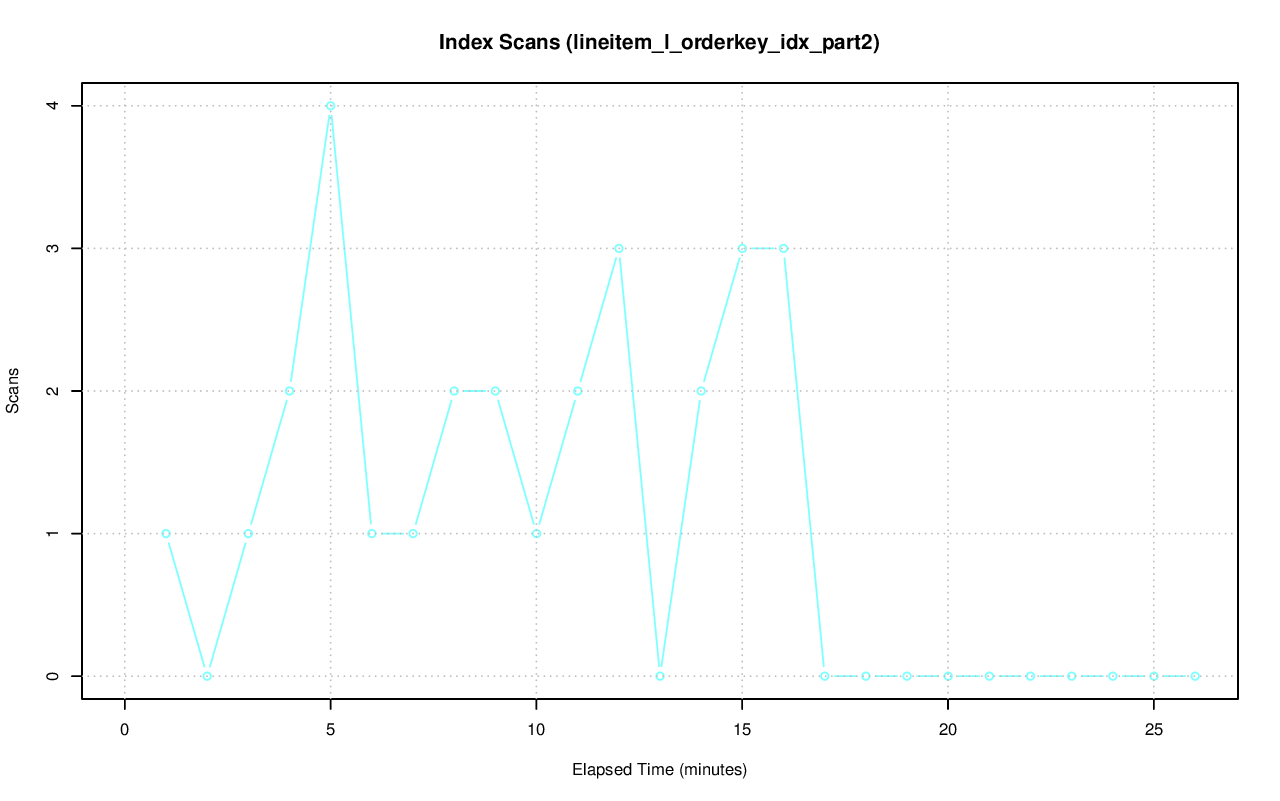 Index Scans (lineitem_l_orderkey_idx_part2)
4
3
2
1
0
Scans
0 5 10 15 20 25
Elapsed Time (minutes)